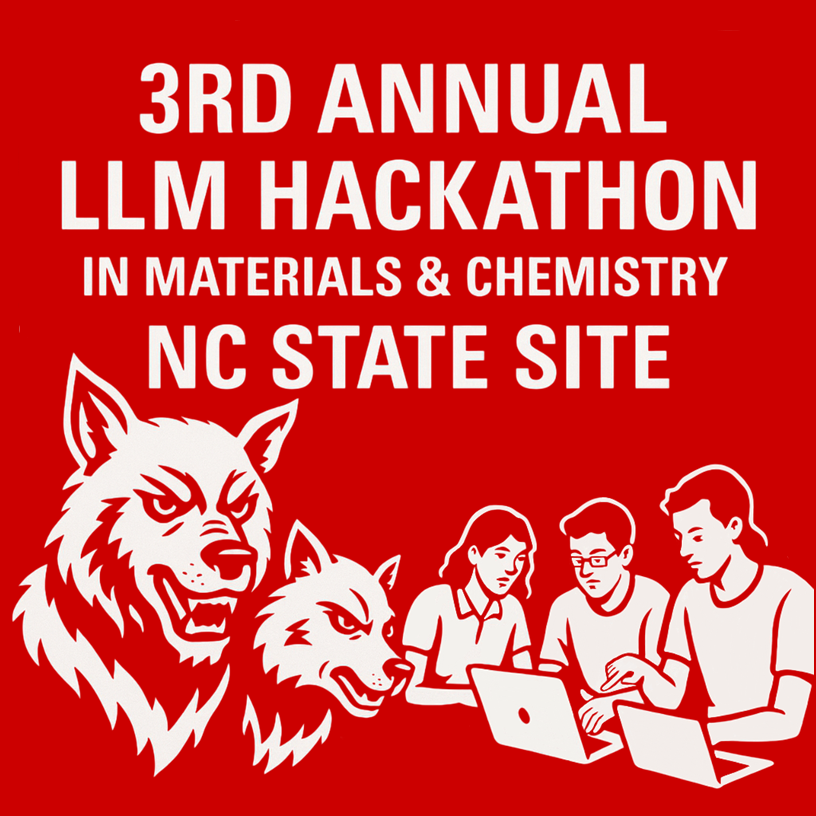 3RD ANNUAL
LLM HACKATHON
IN MATERIALS & CHEMISTRY
NC STATE SITE